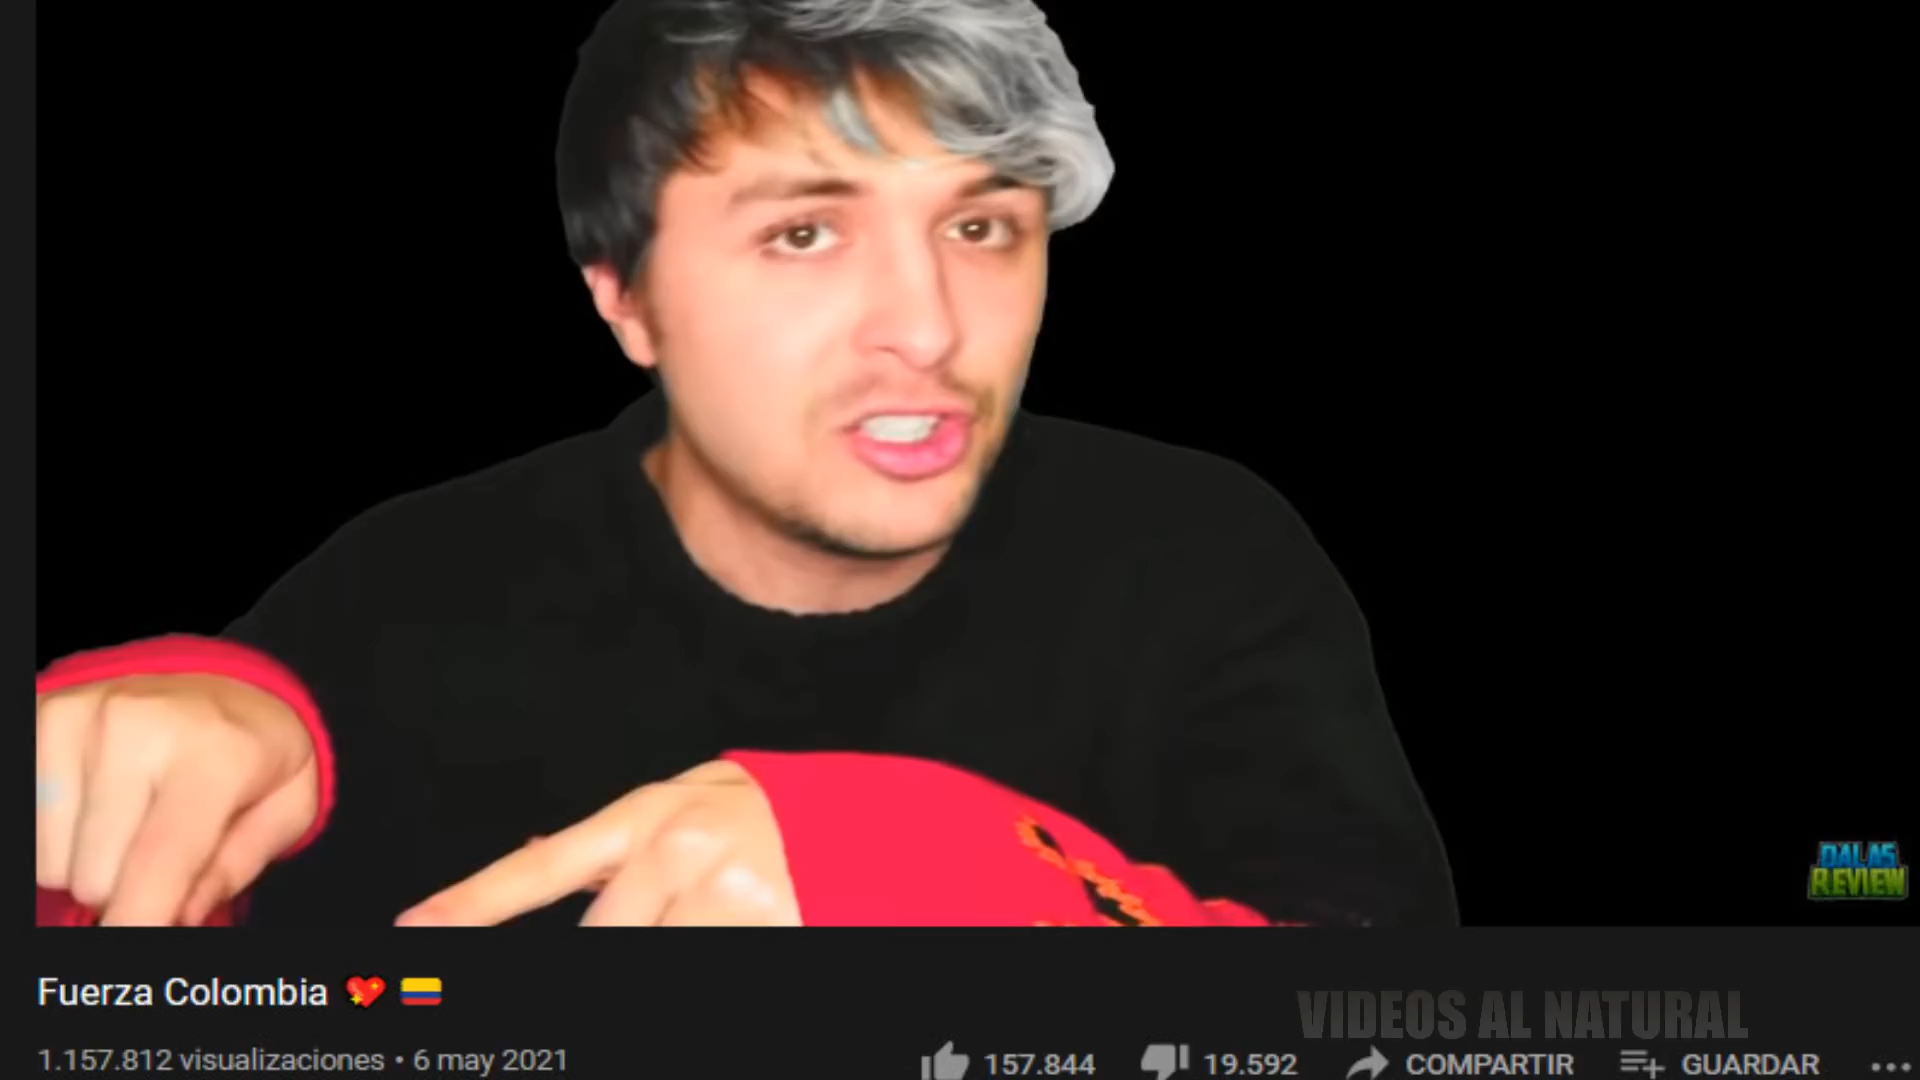 DALAS
REVIEW
Fuerza Colombia 💖 🇨🇴
VIDEOS AL NATURAL
1.157.812 visualizaciones • 6 may 2021
157.844
19.592
COMPARTIR
GUARDAR